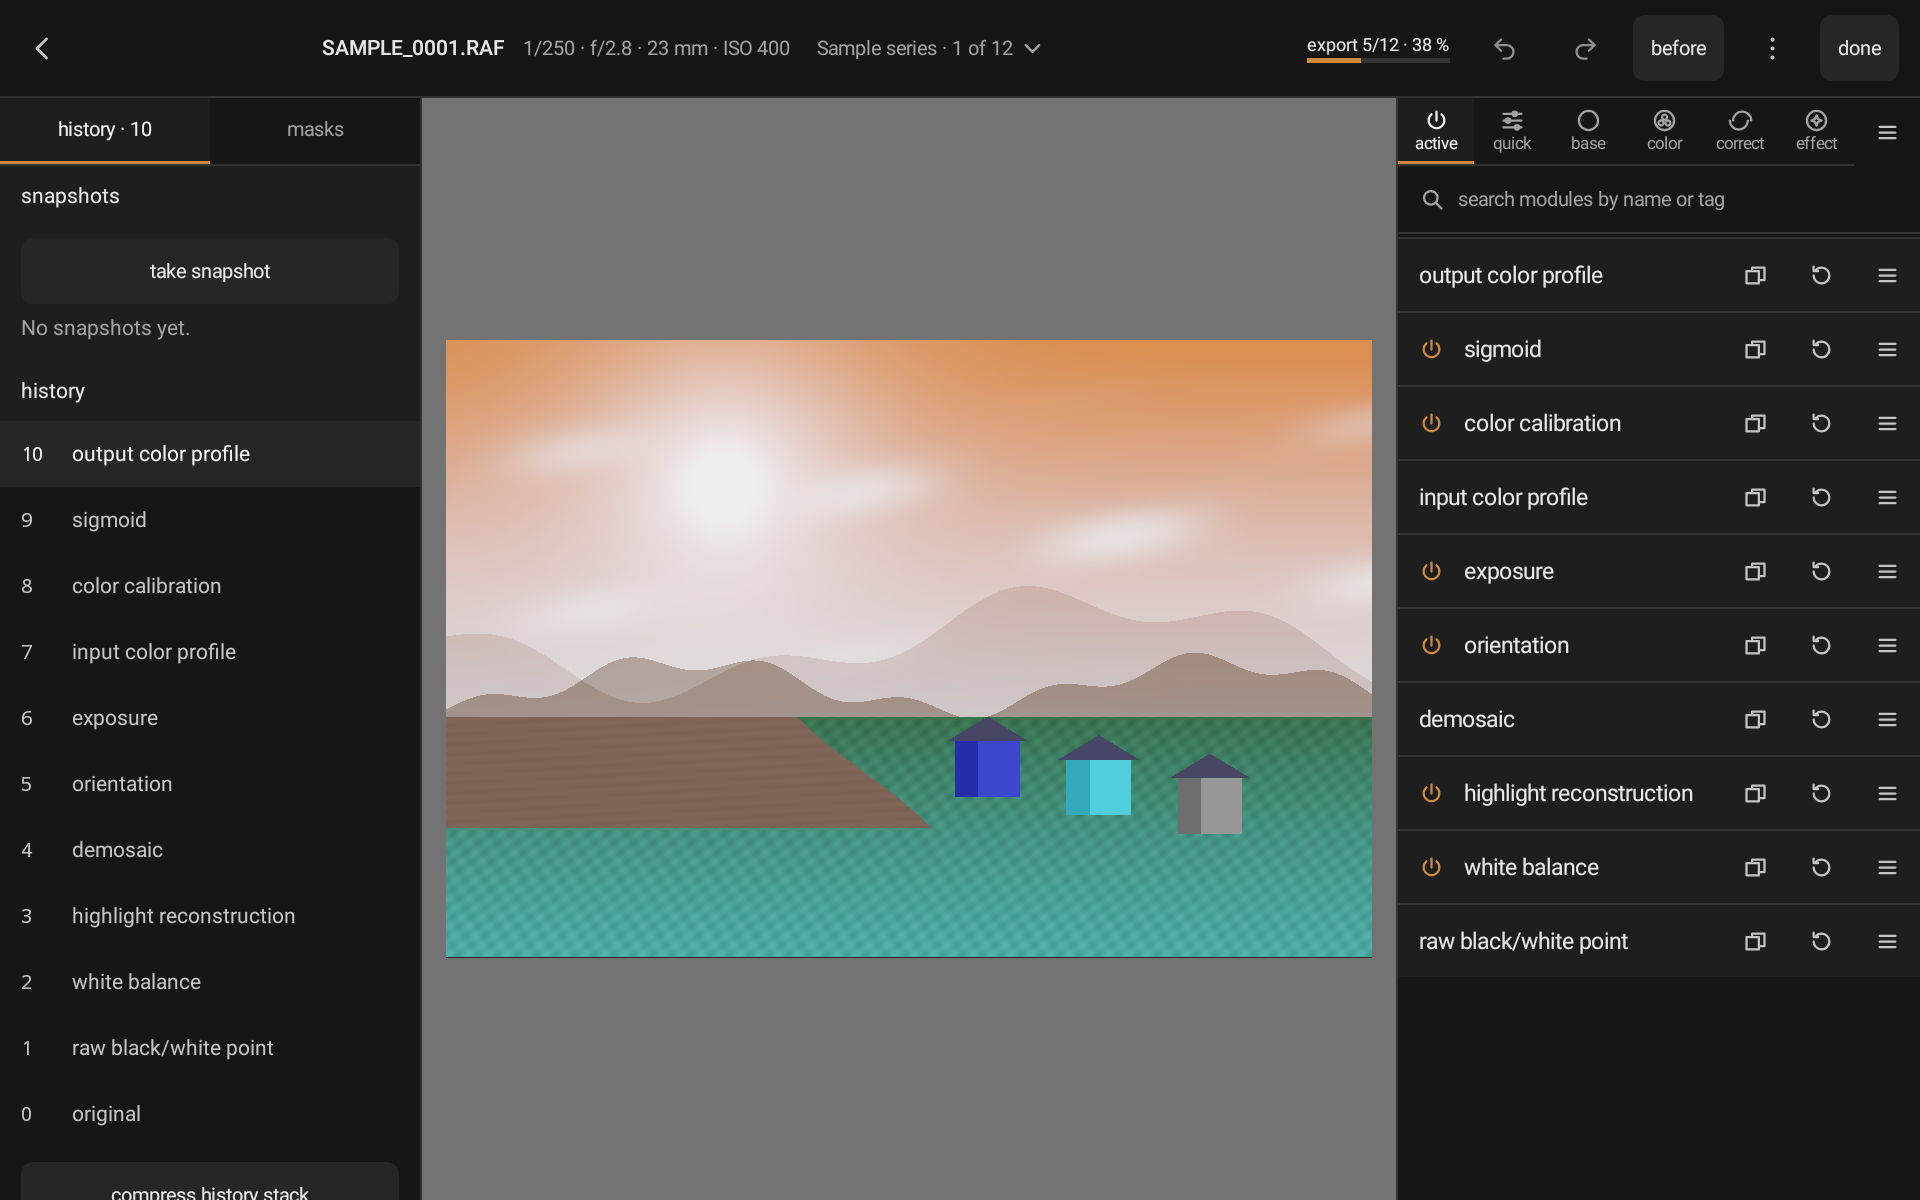 SAMPLE_0001.RAF 1/250 · f/2.8 · 23 mm · ISO 400 Sample series · 1 of 12 export 5/12 · 38 % before done
history · 10 masks
snapshots
take snapshot
No snapshots yet.
history
10 output color profile
9 sigmoid
8 color calibration
7 input color profile
6 exposure
5 orientation
4 demosaic
3 highlight reconstruction
2 white balance
1 raw black/white point
0 original
compress history stack
active quick base color correct effect
search modules by name or tag
output color profile
sigmoid
color calibration
input color profile
exposure
orientation
demosaic
highlight reconstruction
white balance
raw black/white point